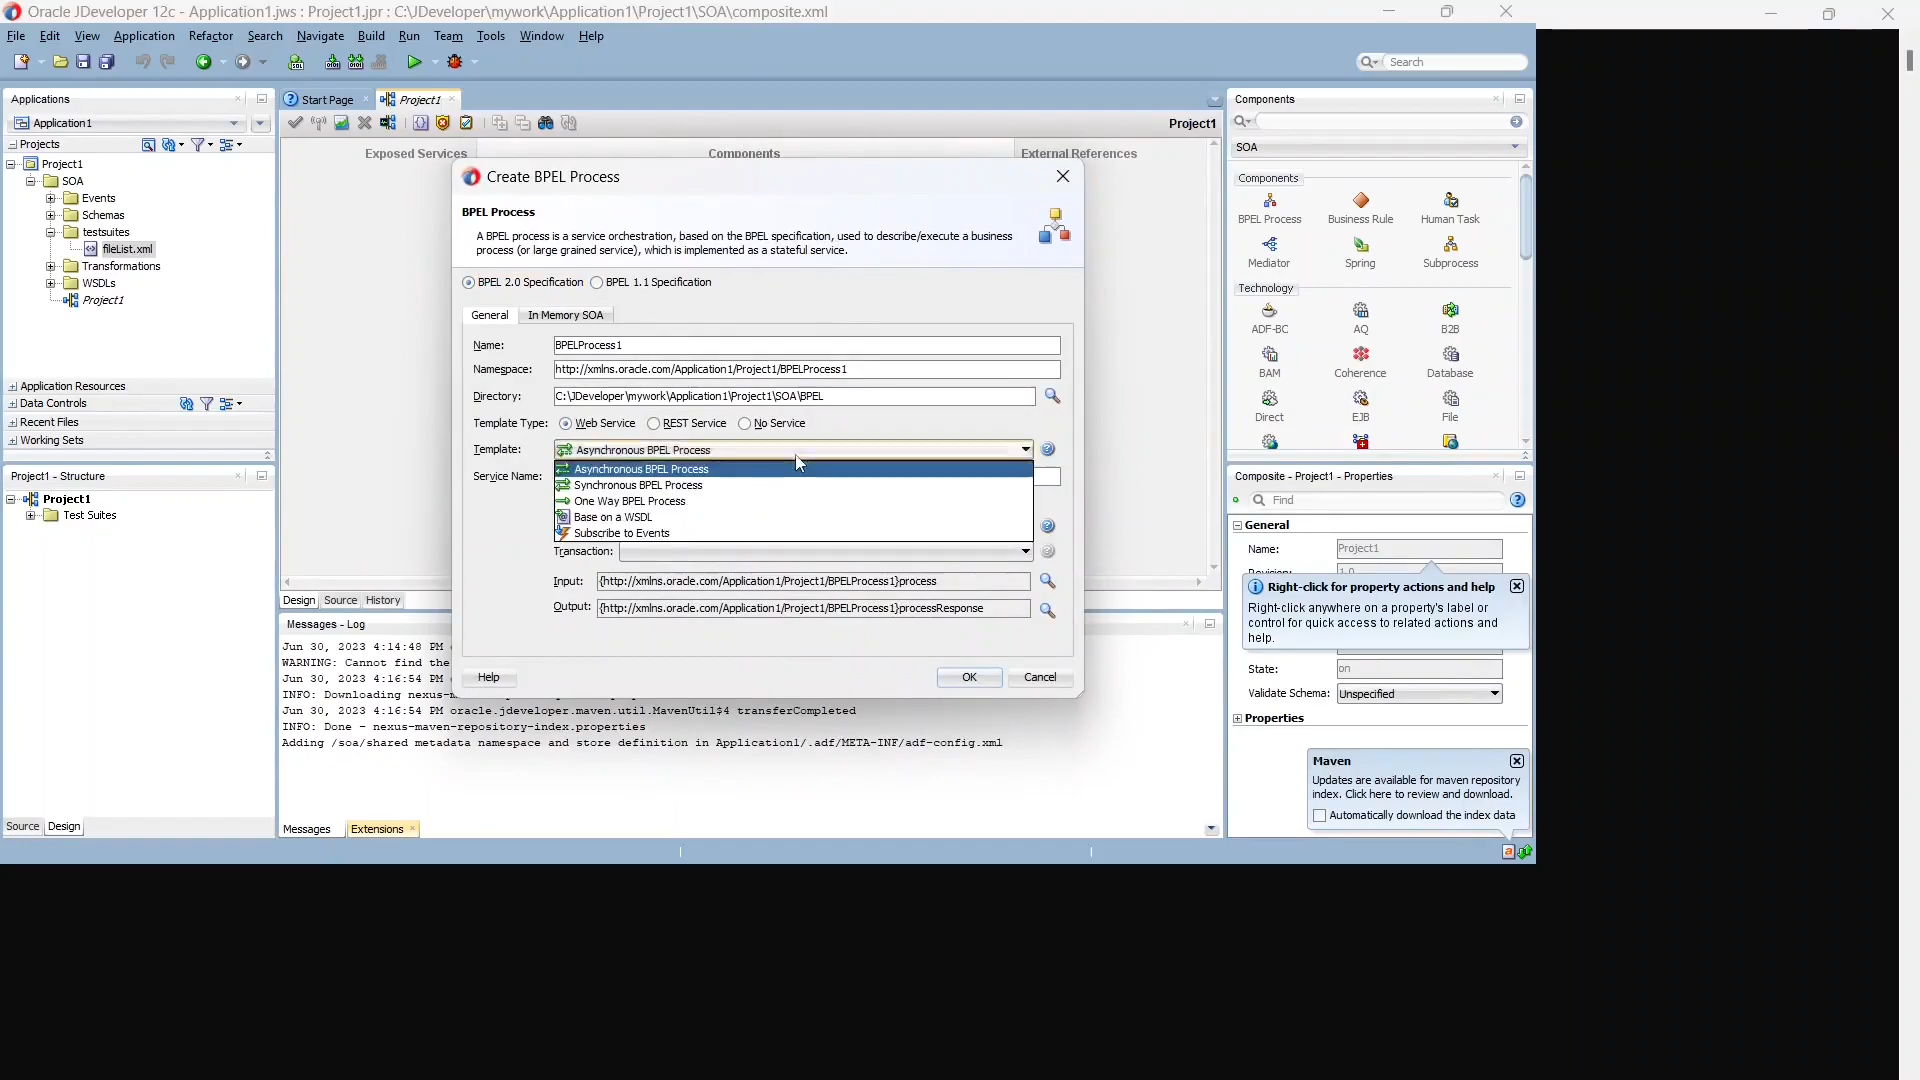 Oracle JDeveloper 12c - Application1.jws : Project1.jpr : C:\JDeveloper\mywork\Application1\Project1\SOA\composite.xml
File Edit View Application Refactor Search Navigate Build Run Team Tools Window Help
Search
Applications
Application1
Projects
Project1
SOA
Events
Schemas
testsuites
fileList.xml
Transformations
WSDLs
Project1
Application Resources
Data Controls
Recent Files
Working Sets
Project1 - Structure
Project1
Test Suites
Source Design
Start Page Project1
Project1
Exposed Services Components External References
Create BPEL Process
BPEL Process
A BPEL process is a service orchestration, based on the BPEL specification, used to describe/execute a business
process (or large grained service), which is implemented as a stateful service.
BPEL 2.0 Specification BPEL 1.1 Specification
General In Memory SOA
Name: BPELProcess1
Namespace: http://xmlns.oracle.com/Application1/Project1/BPELProcess1
Directory: C:\JDeveloper\mywork\Application1\Project1\SOA\BPEL
Template Type: Web Service REST Service No Service
Template: Asynchronous BPEL Process
Asynchronous BPEL Process
Service Name:
Synchronous BPEL Process
One Way BPEL Process
Base on a WSDL
Subscribe to Events
Transaction:
Input: {http://xmlns.oracle.com/Application1/Project1/BPELProcess1}process
Output: {http://xmlns.oracle.com/Application1/Project1/BPELProcess1}processResponse
Help OK Cancel
Design Source History
Messages - Log
Jun 30, 2023 4:14:48 PM
WARNING: Cannot find the
Jun 30, 2023 4:16:54 PM
INFO: Downloading nexus-
Jun 30, 2023 4:16:54 PM oracle.jdeveloper.maven.util.MavenUtil$4 transferCompleted
INFO: Done - nexus-maven-repository-index.properties
Adding /soa/shared metadata namespace and store definition in Application1/.adf/META-INF/adf-config.xml
Messages Extensions
Components
SOA
Components
BPEL Process Business Rule Human Task
Mediator Spring Subprocess
Technology
ADF-BC AQ B2B
BAM Coherence Database
Direct EJB File
Composite - Project1 - Properties
Find
General
Name: Project1
Right-click for property actions and help
Right-click anywhere on a property's label or
control for quick access to related actions and
help.
State: on
Validate Schema: Unspecified
Properties
Maven
Updates are available for maven repository
index. Click here to review and download.
Automatically download the index data